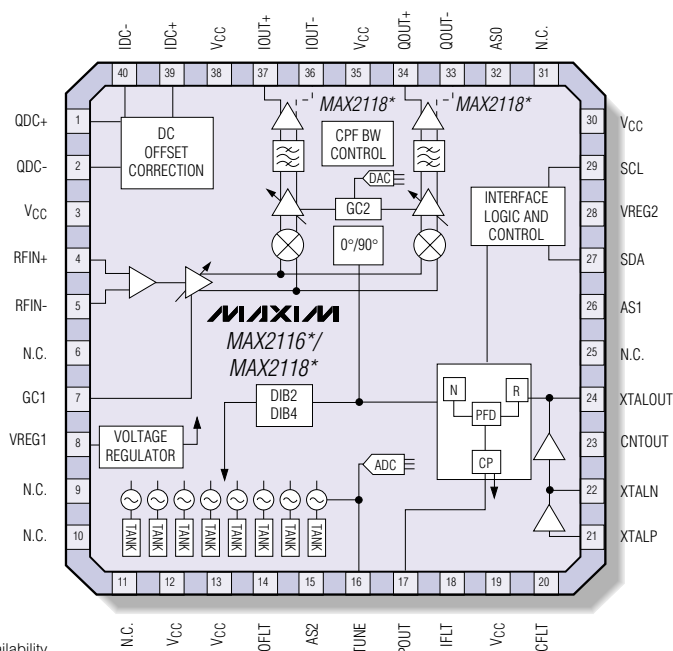 IDC-
IDC+
VCC
IOUT+
IOUT-
VCC
QOUT+
QOUT-
AS0
N.C.
40
39
38
37
36
35
34
33
32
31
QDC+
1
QDC-
2
VCC
3
RFIN+
4
RFIN-
5
N.C.
6
GC1
7
VREG1
8
N.C.
9
N.C.
10
DC
OFFSET
CORRECTION
MAX2118*
MAX2118*
CPF BW
CONTROL
DAC
GC2
0°/90°
INTERFACE
LOGIC AND
CONTROL
MAXIM
MAX2116*/
MAX2118*
DIB2
DIB4
N
R
PFD
CP
VOLTAGE
REGULATOR
ADC
TANK
TANK
TANK
TANK
TANK
TANK
TANK
TANK
30
VCC
29
SCL
28
VREG2
27
SDA
26
AS1
25
N.C.
24
XTALOUT
23
CNTOUT
22
XTALN
21
XTALP
11
12
13
14
15
16
17
18
19
20
N.C.
VCC
VCC
OFLT
AS2
TUNE
POUT
IFLT
VCC
CFLT